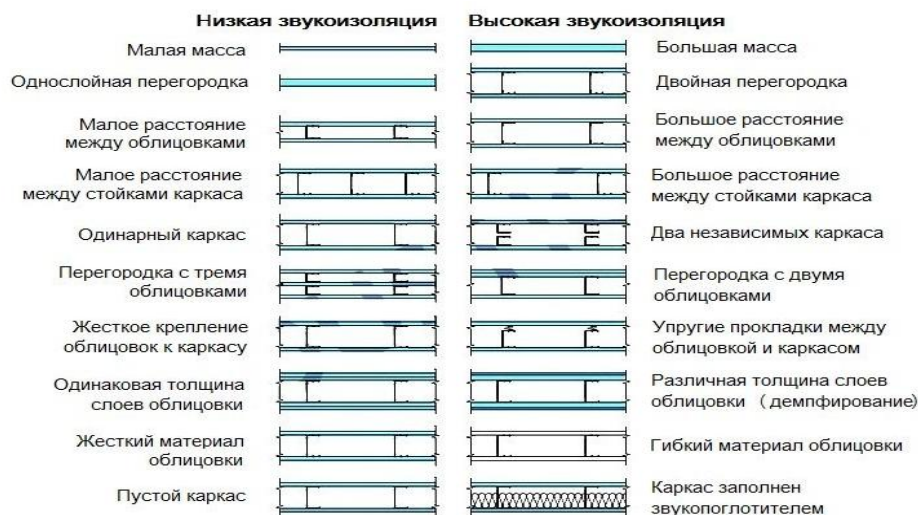 Низкая звукоизоляция
Высокая звукоизоляция
Малая масса
Большая масса
Однослойная перегородка
Двойная перегородка
Малое расстояние
между облицовками
Большое расстояние
между облицовками
Малое расстояние
между стойками каркаса
Большое расстояние
между стойками каркаса
Одинарный каркас
Два независимых каркаса
Перегородка с тремя
облицовками
Перегородка с двумя
облицовками
Жесткое крепление
облицовок к каркасу
Упругие прокладки между
облицовкой и каркасом
Одинаковая толщина
слоев облицовки
Различная толщина слоев
облицовки ( демпфирование)
Жесткий материал
облицовки
Гибкий материал облицовки
Пустой каркас
Каркас заполнен
звукопоглотителем